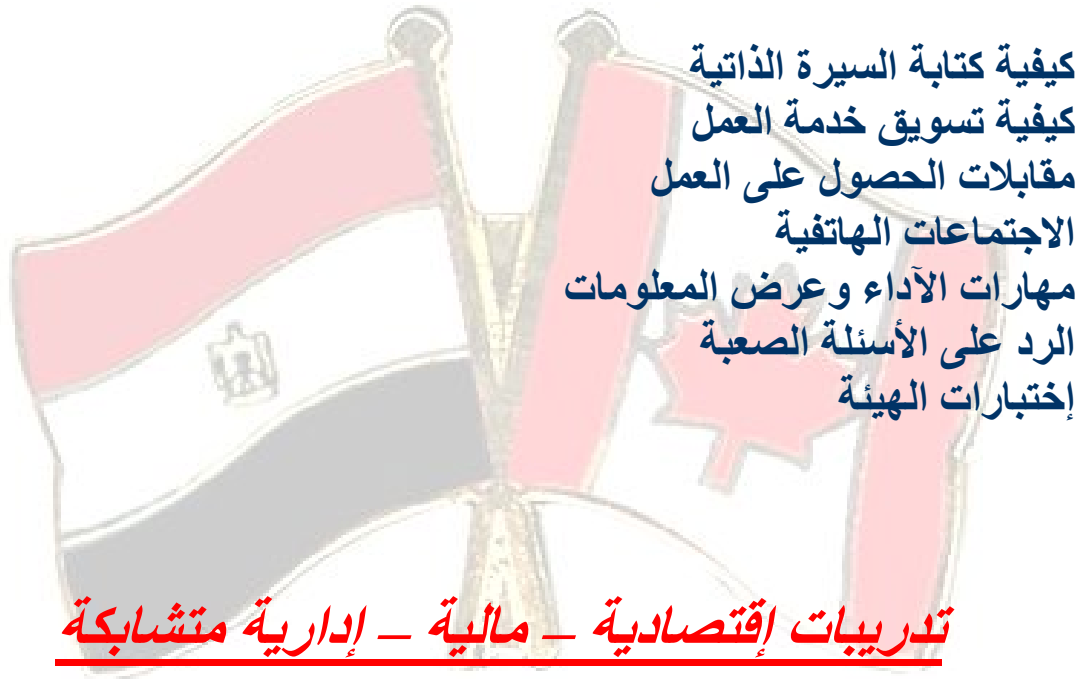 كيفية كتابة السيرة الذاتية
كيفية تسويق خدمة العمل
مقابلات الحصول على العمل
الاجتماعات الهاتفية
مهارات الآداء وعرض المعلومات
الرد على الأسئلة الصعبة
إختبارات الهيئة
تدريبات إقتصادية – مالية – إدارية متشابكة